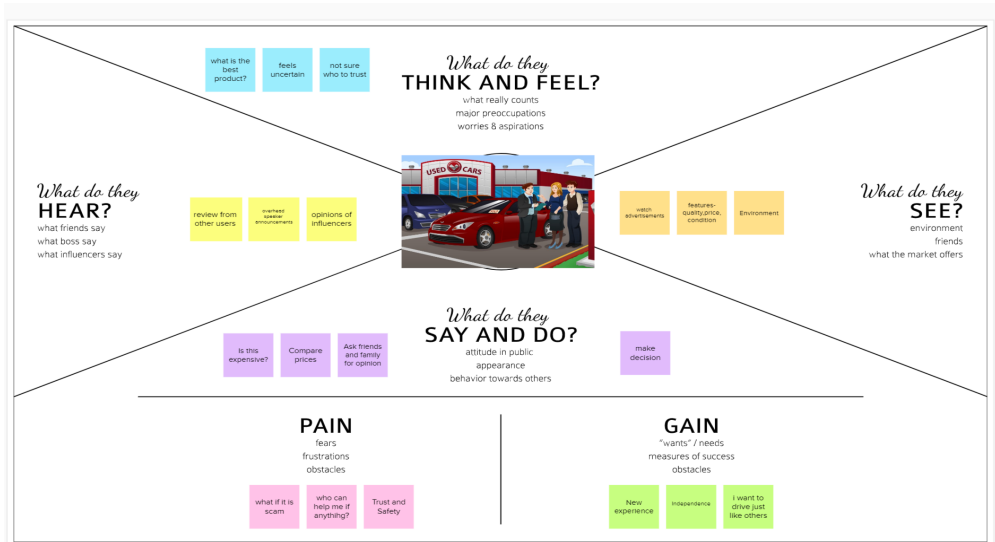 what is the
best
product?
feels
uncertain
not sure
who to trust
What do they
THINK AND FEEL?
what really counts
major preoccupations
worries & aspirations
What do they
HEAR?
what friends say
what boss say
what influencers say
review from
other users
overhead
speaker
announcements
opinions of
influencers
USED CARS
watch
advertisements
features-
quality,price,
condition
Environment
What do they
SEE?
environment
friends
what the market offers
What do they
SAY AND DO?
attitude in public
appearance
behavior towards others
Is this
expensive?
Compare
prices
Ask friends
and family
for opinion
make
decision
PAIN
fears
frustrations
obstacles
what if it is
scam
who can
help me if
anything?
Trust and
Safety
GAIN
"wants" / needs
measures of success
obstacles
New
experience
Independence
i want to
drive just
like others